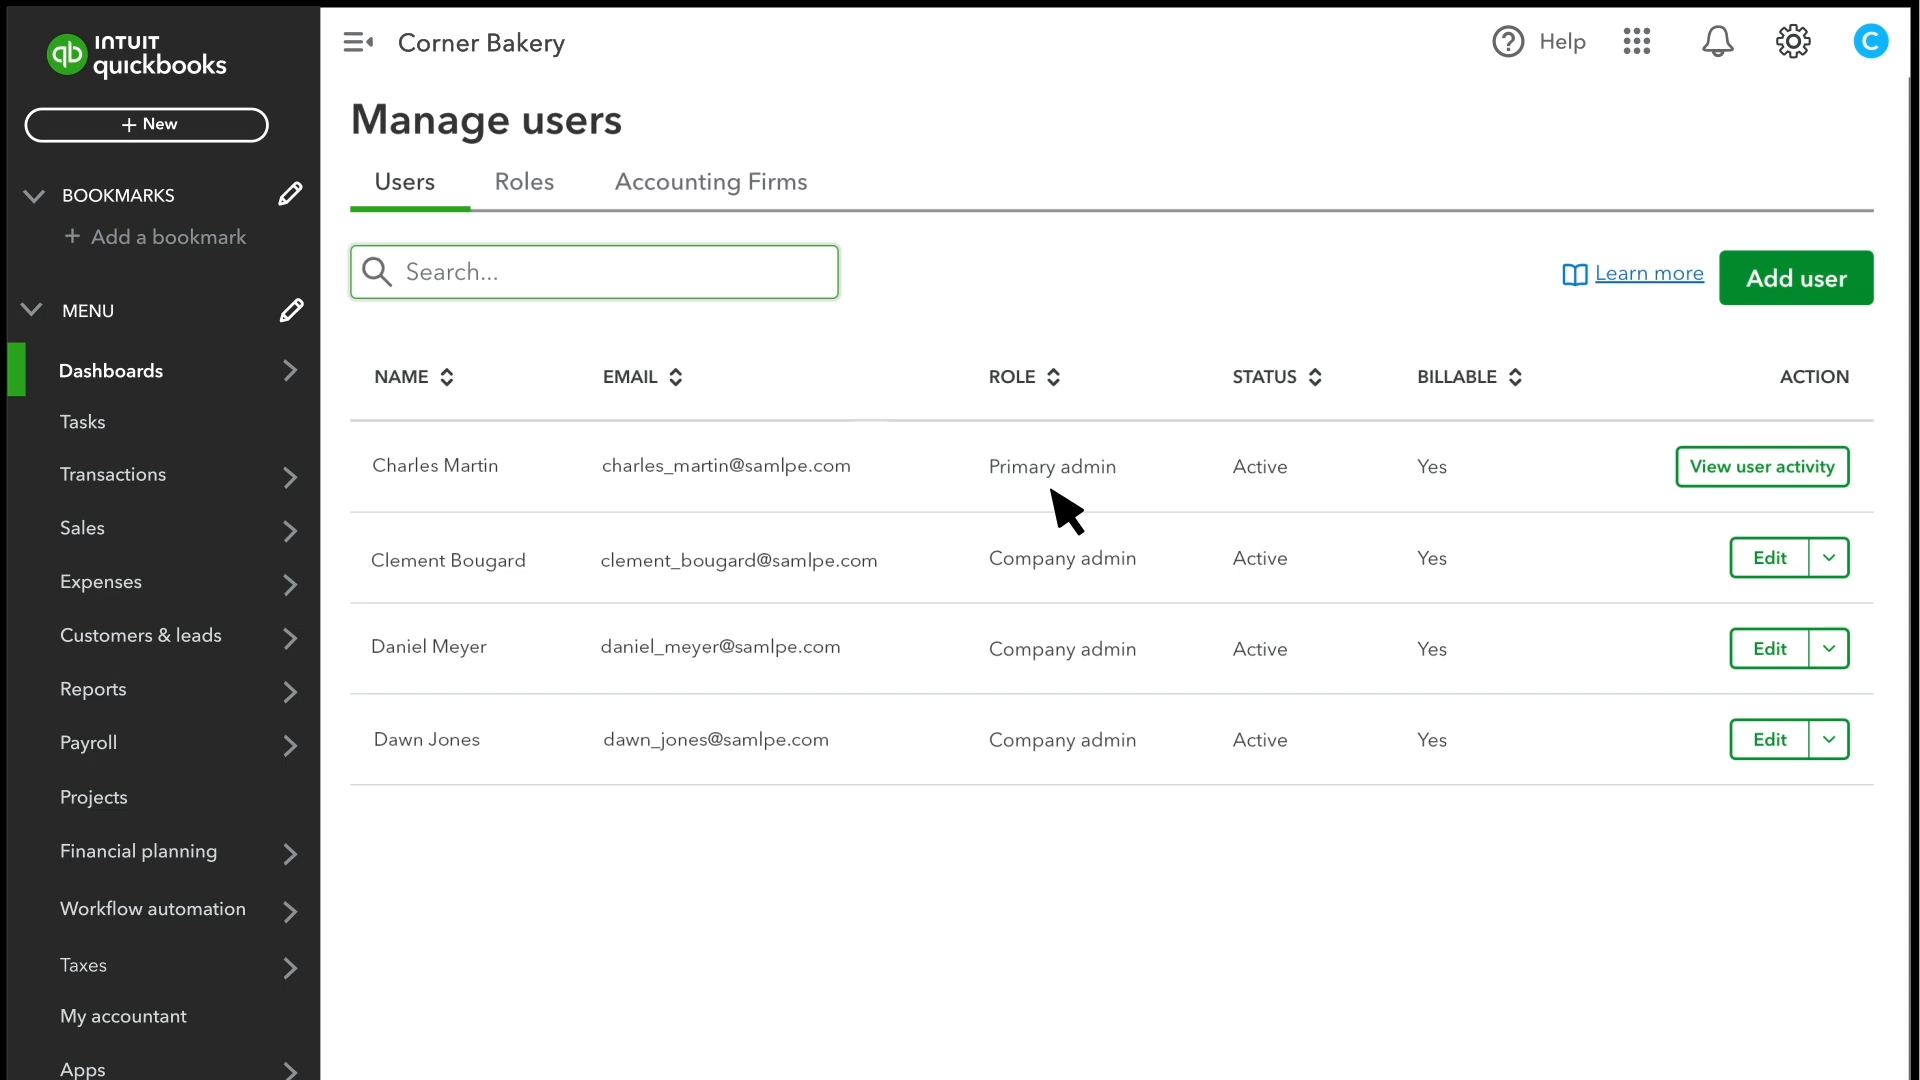 INTUIT
quickbooks
+ New
BOOKMARKS
+ Add a bookmark
MENU
Dashboards
Tasks
Transactions
Sales
Expenses
Customers & leads
Reports
Payroll
Projects
Financial planning
Workflow automation
Taxes
My accountant
Apps
Corner Bakery
? Help
C
Manage users
Users Roles Accounting Firms
Search...
Learn more
Add user
NAME EMAIL ROLE STATUS BILLABLE ACTION
Charles Martin charles_martin@samlpe.com Primary admin Active Yes View user activity
Clement Bougard clement_bougard@samlpe.com Company admin Active Yes Edit
Daniel Meyer daniel_meyer@samlpe.com Company admin Active Yes Edit
Dawn Jones dawn_jones@samlpe.com Company admin Active Yes Edit